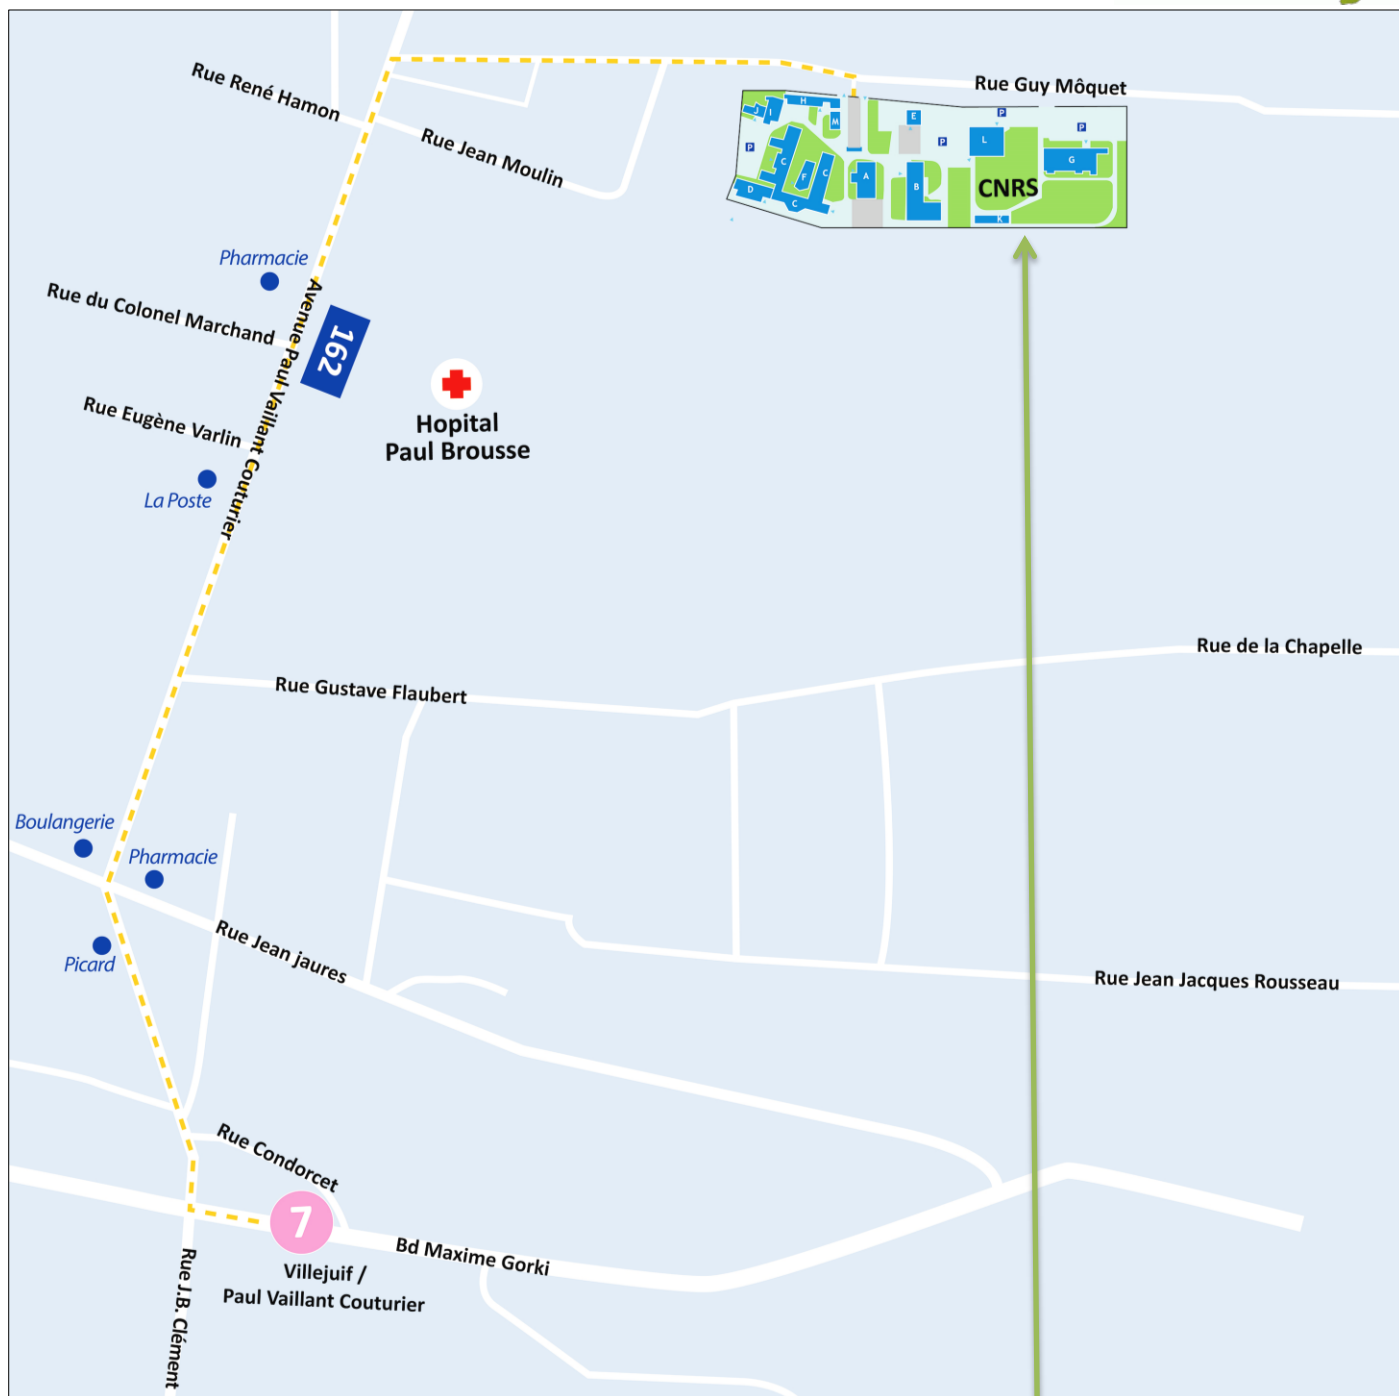 Rue René Hamon
Rue Guy Môquet
Rue Jean Moulin
J
I
H
M
E
P
P
P
P
L
G
C
C
F
A
B
D
C
K
CNRS
Pharmacie
Rue du Colonel Marchand
Avenue Paul Vaillant Couturier
162
Rue Eugène Varlin
Hopital
Paul Brousse
La Poste
Rue de la Chapelle
Rue Gustave Flaubert
Boulangerie
Pharmacie
Rue Jean jaures
Picard
Rue Jean Jacques Rousseau
Rue Condorcet
7
Bd Maxime Gorki
Villejuif /
Paul Vaillant Couturier
Rue J.B. Clément